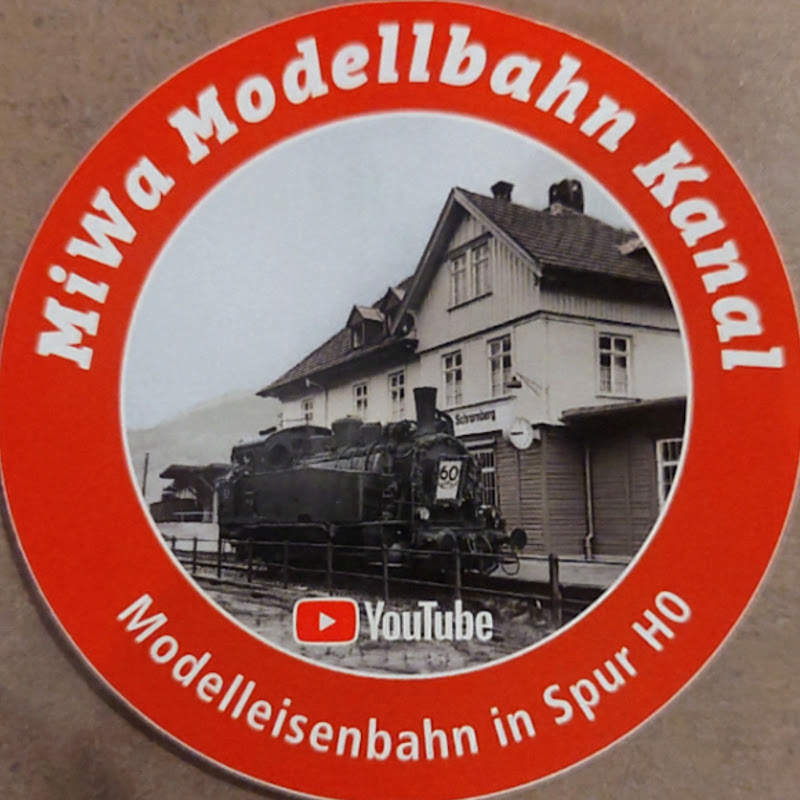 MiWa Modellbahn Kanal
Schramberg
60
YouTube
Modelleisenbahn in Spur H0